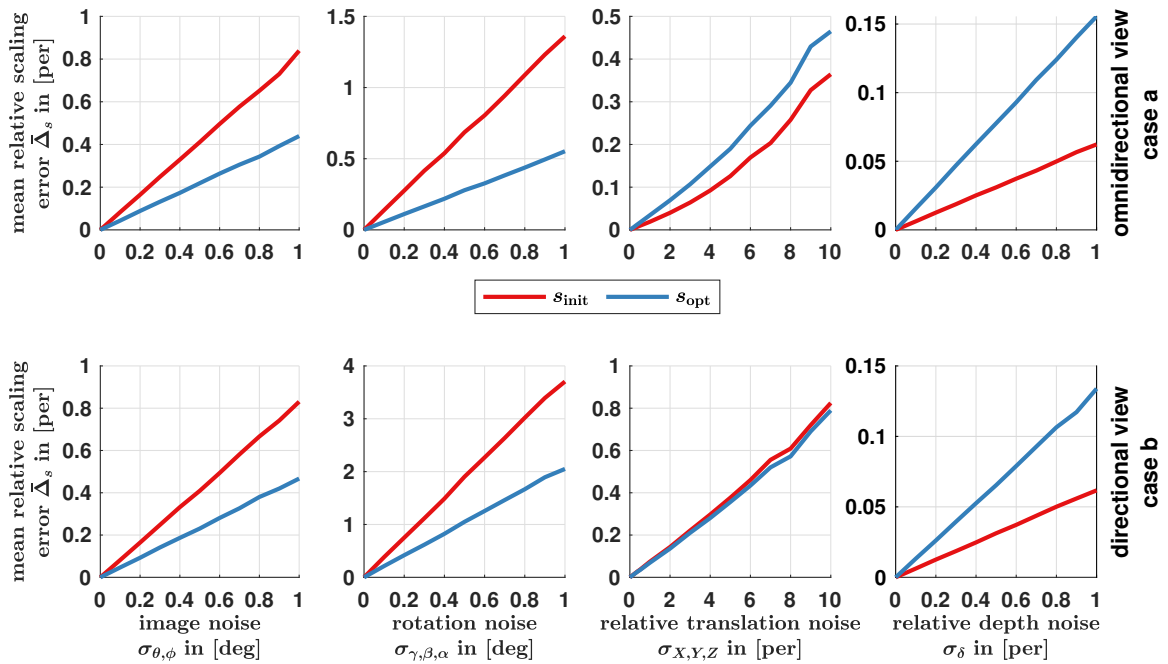 mean relative scaling
error Δ̄ₛ in [per]
1
0.8
0.6
0.4
0.2
0
0 0.2 0.4 0.6 0.8 1
1.5
1
0.5
0
0 0.2 0.4 0.6 0.8 1
0.5
0.4
0.3
0.2
0.1
0
0 2 4 6 8 10
0.15
0.1
0.05
0
0 0.2 0.4 0.6 0.8 1
omnidirectional view
case a
s_init s_opt
mean relative scaling
error Δ̄ₛ in [per]
1
0.8
0.6
0.4
0.2
0
0 0.2 0.4 0.6 0.8 1
image noise
σ_θ,ϕ in [deg]
4
3
2
1
0
0 0.2 0.4 0.6 0.8 1
rotation noise
σ_γ,β,α in [deg]
1
0.8
0.6
0.4
0.2
0
0 2 4 6 8 10
relative translation noise
σ_X,Y,Z in [per]
0.15
0.1
0.05
0
0 0.2 0.4 0.6 0.8 1
relative depth noise
σ_δ in [per]
directional view
case b